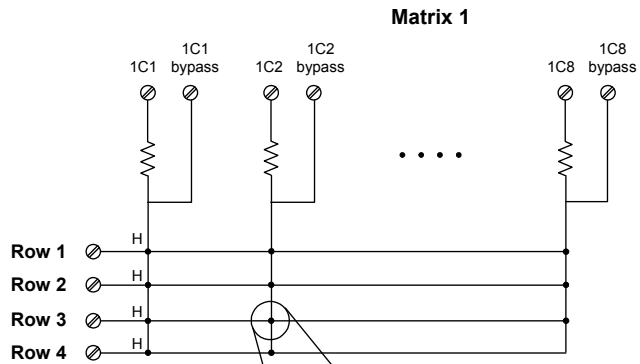 Matrix 1
1C1 1C1 bypass 1C2 1C2 bypass 1C8 1C8 bypass
H
Row 1
H
Row 2
H
Row 3
H
Row 4